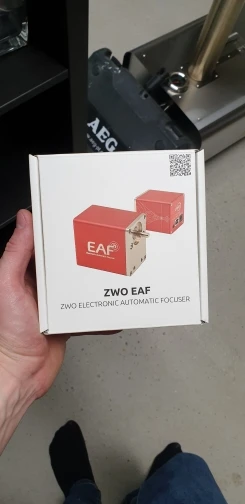 AEG
EAF
ZWO EAF
ZWO ELECTRONIC AUTOMATIC FOCUSER